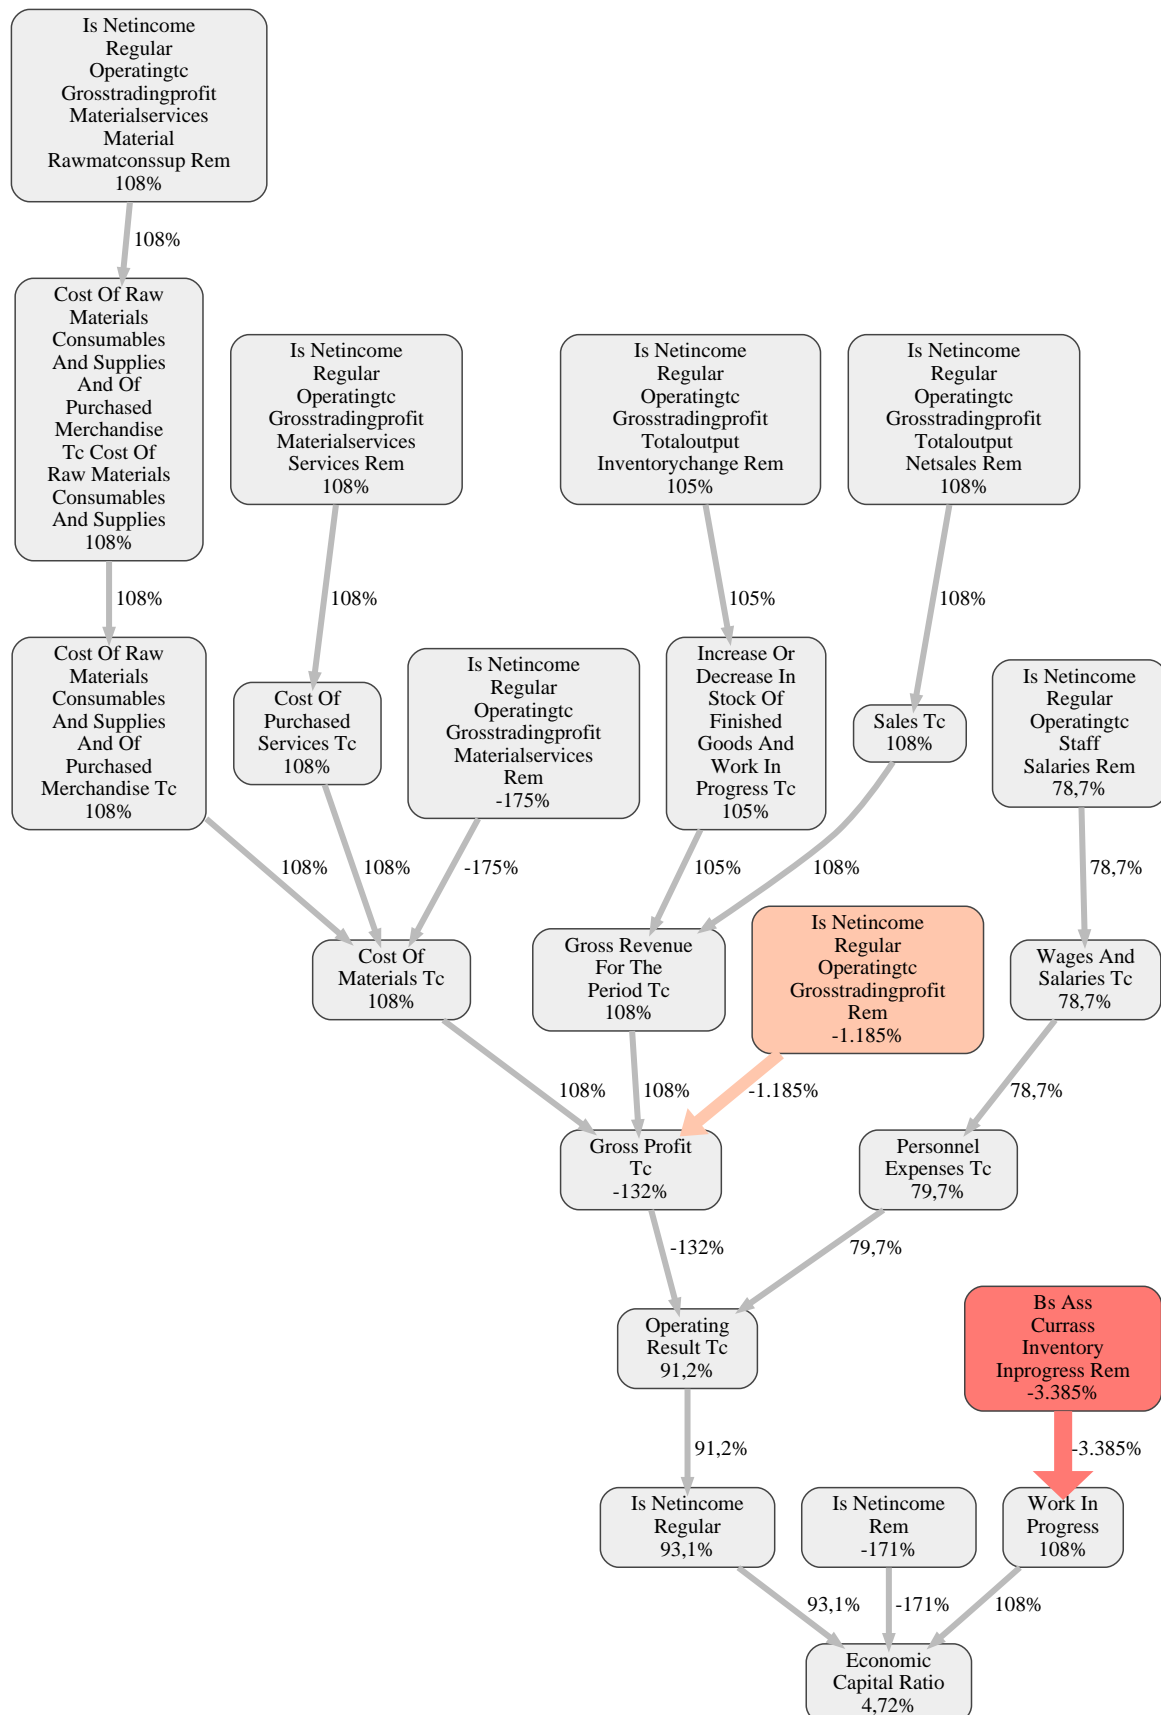 Is Netincome
Regular
Operatingtc
Grosstradingprofit
Materialservices
Material
Rawmatconssup Rem
108%
108%
Cost Of Raw
Materials
Consumables
And Supplies
And Of
Purchased
Merchandise
Tc Cost Of
Raw Materials
Consumables
And Supplies
108%
Is Netincome
Regular
Operatingtc
Grosstradingprofit
Materialservices
Services Rem
108%
Is Netincome
Regular
Operatingtc
Grosstradingprofit
Totaloutput
Inventorychange Rem
105%
Is Netincome
Regular
Operatingtc
Grosstradingprofit
Totaloutput
Netsales Rem
108%
108%
108%
105%
108%
Cost Of Raw
Materials
Consumables
And Supplies
And Of
Purchased
Merchandise Tc
108%
Cost Of
Purchased
Services Tc
108%
Is Netincome
Regular
Operatingtc
Grosstradingprofit
Materialservices
Rem
-175%
Increase Or
Decrease In
Stock Of
Finished
Goods And
Work In
Progress Tc
105%
Sales Tc
108%
Is Netincome
Regular
Operatingtc
Staff
Salaries Rem
78,7%
108%
108%
-175%
105%
108%
78,7%
Cost Of
Materials Tc
108%
Gross Revenue
For The
Period Tc
108%
Is Netincome
Regular
Operatingtc
Grosstradingprofit
Rem
-1.185%
Wages And
Salaries Tc
78,7%
108%
108%
-1.185%
78,7%
Gross Profit
Tc
-132%
Personnel
Expenses Tc
79,7%
-132%
79,7%
Operating
Result Tc
91,2%
Bs Ass
Currass
Inventory
Inprogress Rem
-3.385%
91,2%
-3.385%
Is Netincome
Regular
93,1%
Is Netincome
Rem
-171%
Work In
Progress
108%
93,1%
-171%
108%
Economic
Capital Ratio
4,72%